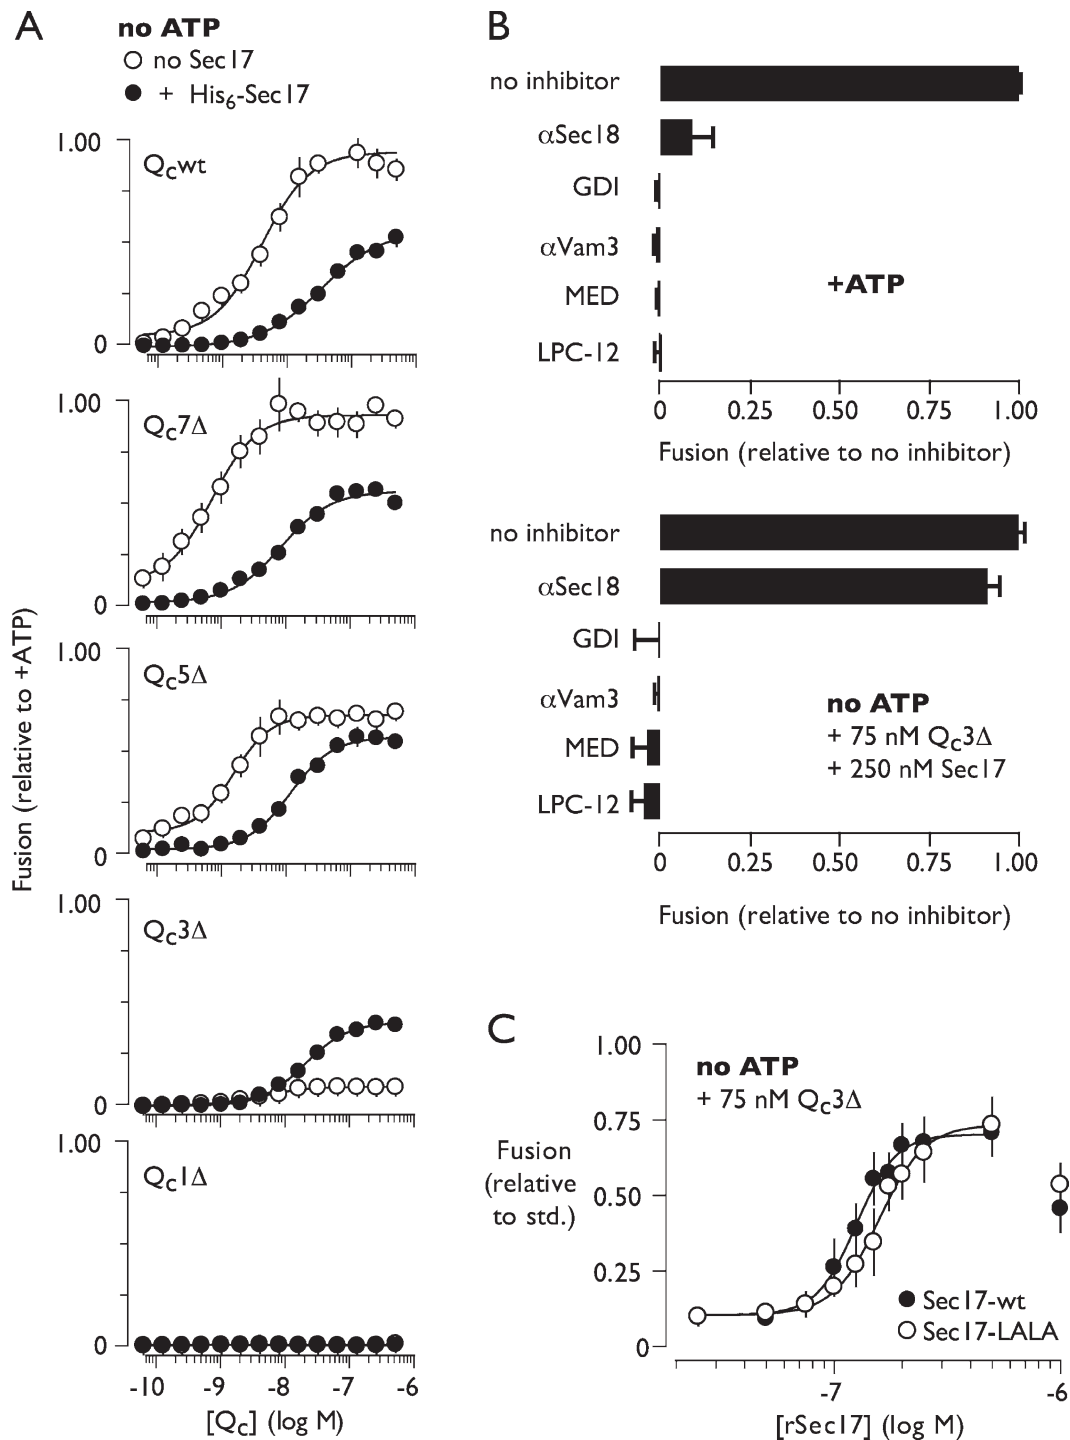 A
no ATP
no Sec17
+ His6-Sec17
1.00
Qcwt
0
1.00
Qc7Δ
0
1.00
Qc5Δ
0
1.00
Qc3Δ
0
1.00
Qc1Δ
0
-10 -9 -8 -7 -6
[Qc] (log M)
Fusion (relative to +ATP)
B
no inhibitor
αSec18
GDI
αVam3
MED
LPC-12
+ATP
0 0.25 0.50 0.75 1.00
Fusion (relative to no inhibitor)
no inhibitor
αSec18
GDI
αVam3
MED
LPC-12
no ATP
+ 75 nM Qc3Δ
+ 250 nM Sec17
0 0.25 0.50 0.75 1.00
Fusion (relative to no inhibitor)
C
no ATP
+ 75 nM Qc3Δ
Fusion
(relative
to std.)
1.00
0.75
0.50
0.25
0
Sec17-wt
Sec17-LALA
-7 -6
[rSec17] (log M)